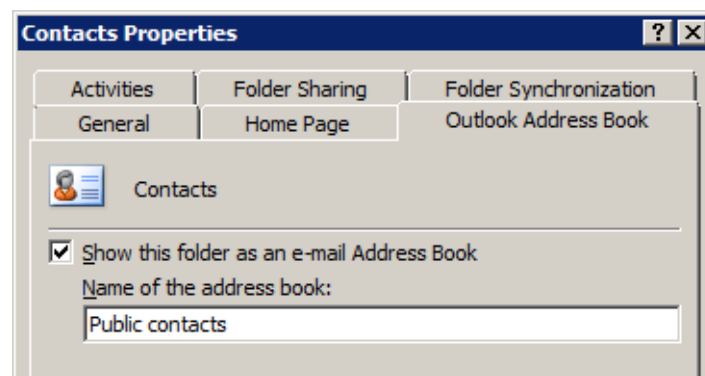 Contacts Properties ? X
Activities Folder Sharing Folder Synchronization
General Home Page Outlook Address Book
Contacts
Show this folder as an e-mail Address Book
Name of the address book:
Public contacts